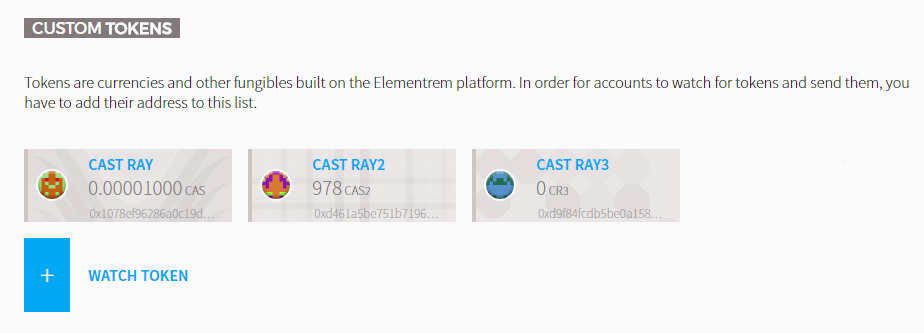 CUSTOM TOKENS
Tokens are currencies and other fungibles built on the Elementrem platform. In order for accounts to watch for tokens and send them, you
have to add their address to this list.
CAST RAY
0.00001000 CAS
0x1078ef96286a0c19d...
CAST RAY2
978 CAS2
0xd461a5be751b7196...
CAST RAY3
0 CR3
0xd9f84fcdb5be0a158...
+ WATCH TOKEN